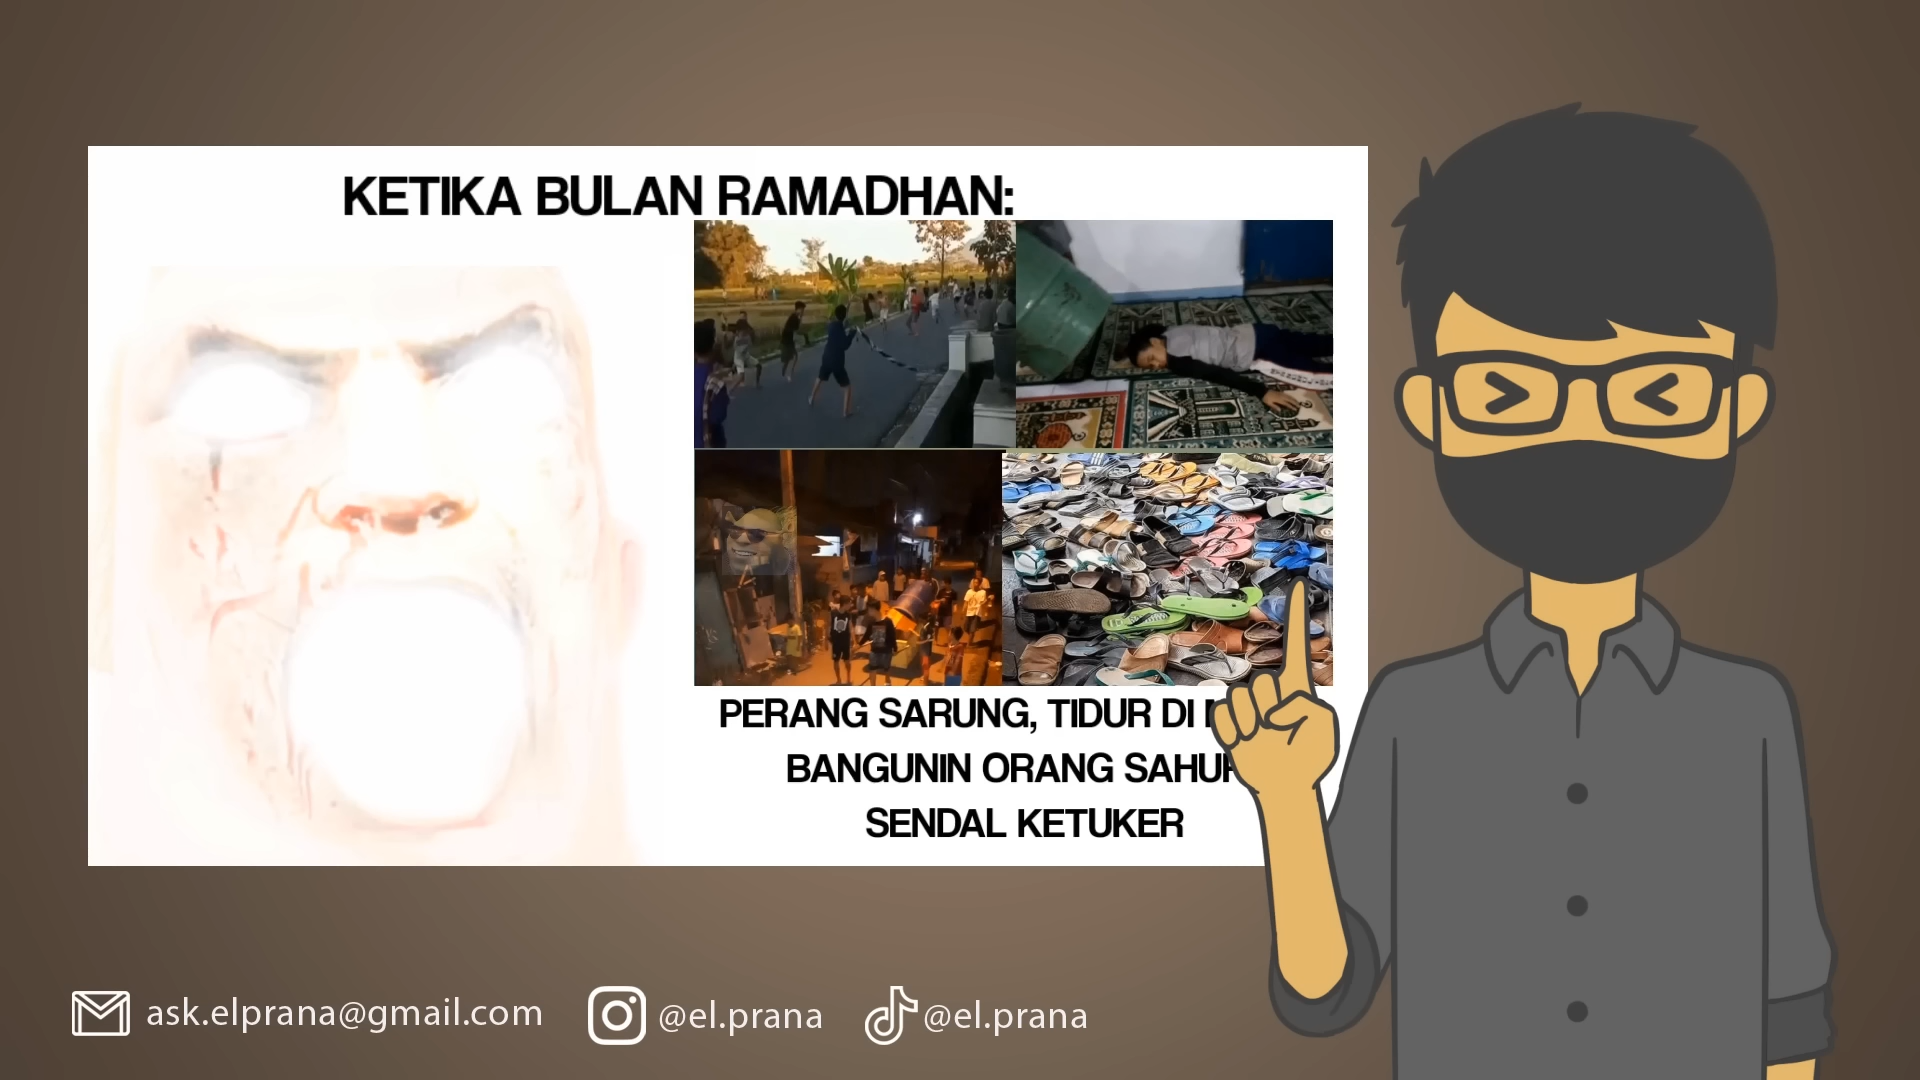 KETIKA BULAN RAMADHAN:
PERANG SARUNG, TIDUR DI
BANGUNIN ORANG SAHUR
SENDAL KETUKER
ask.elprana@gmail.com @el.prana @el.prana